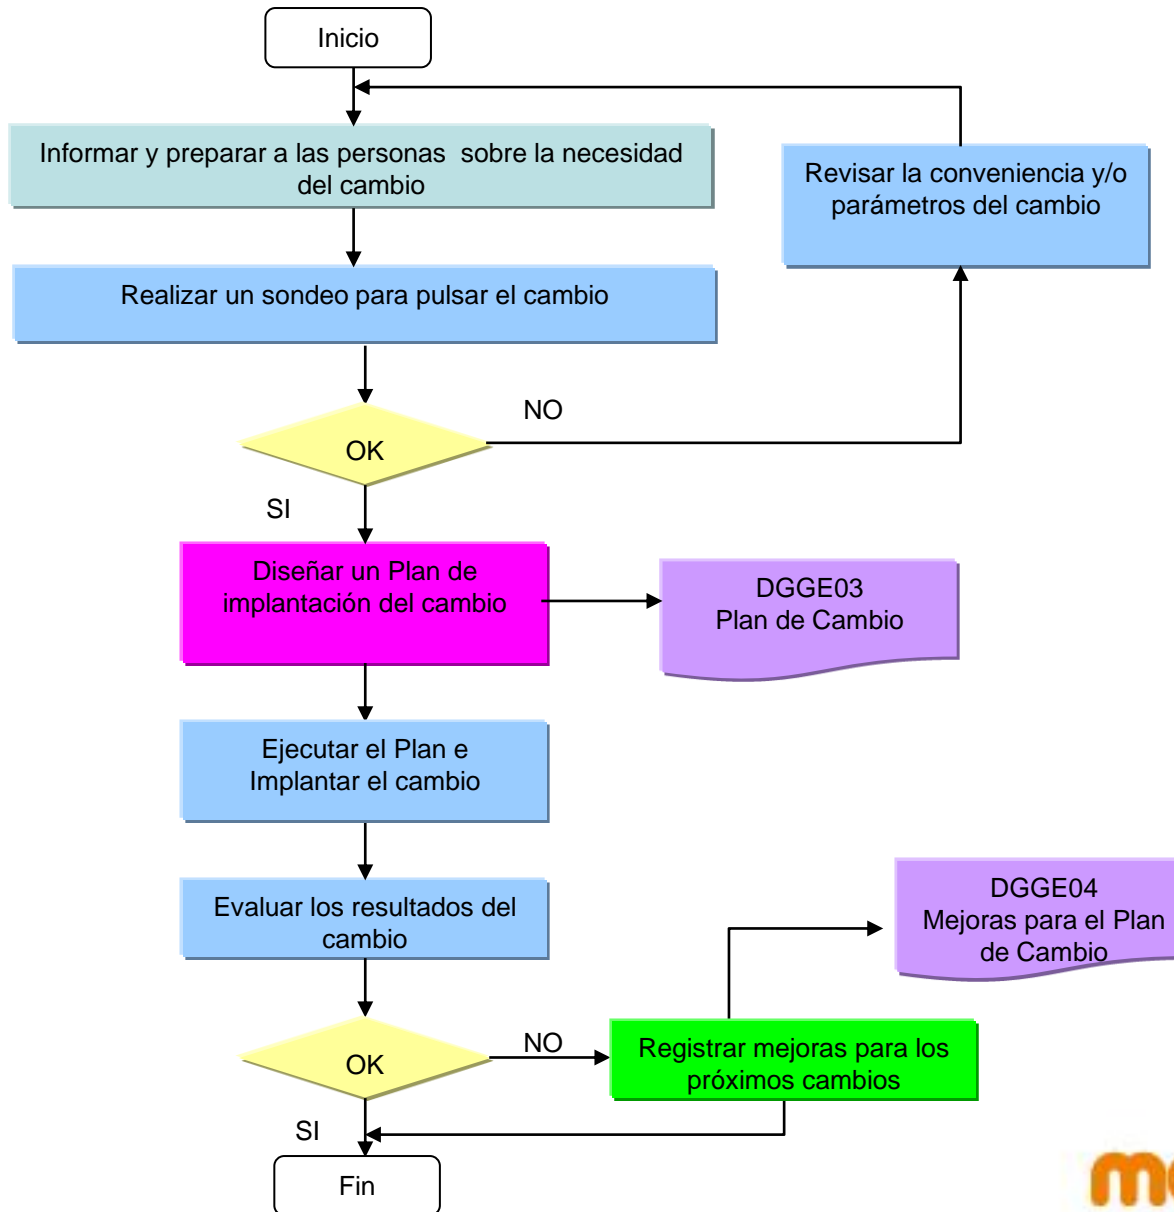 Inicio
Informar y preparar a las personas sobre la necesidad
del cambio
Revisar la conveniencia y/o
parámetros del cambio
Realizar un sondeo para pulsar el cambio
NO
OK
SI
Diseñar un Plan de
implantación del cambio
DGGE03
Plan de Cambio
Ejecutar el Plan e
Implantar el cambio
Evaluar los resultados del
cambio
DGGE04
Mejoras para el Plan
de Cambio
NO
OK
Registrar mejoras para los
próximos cambios
SI
Fin